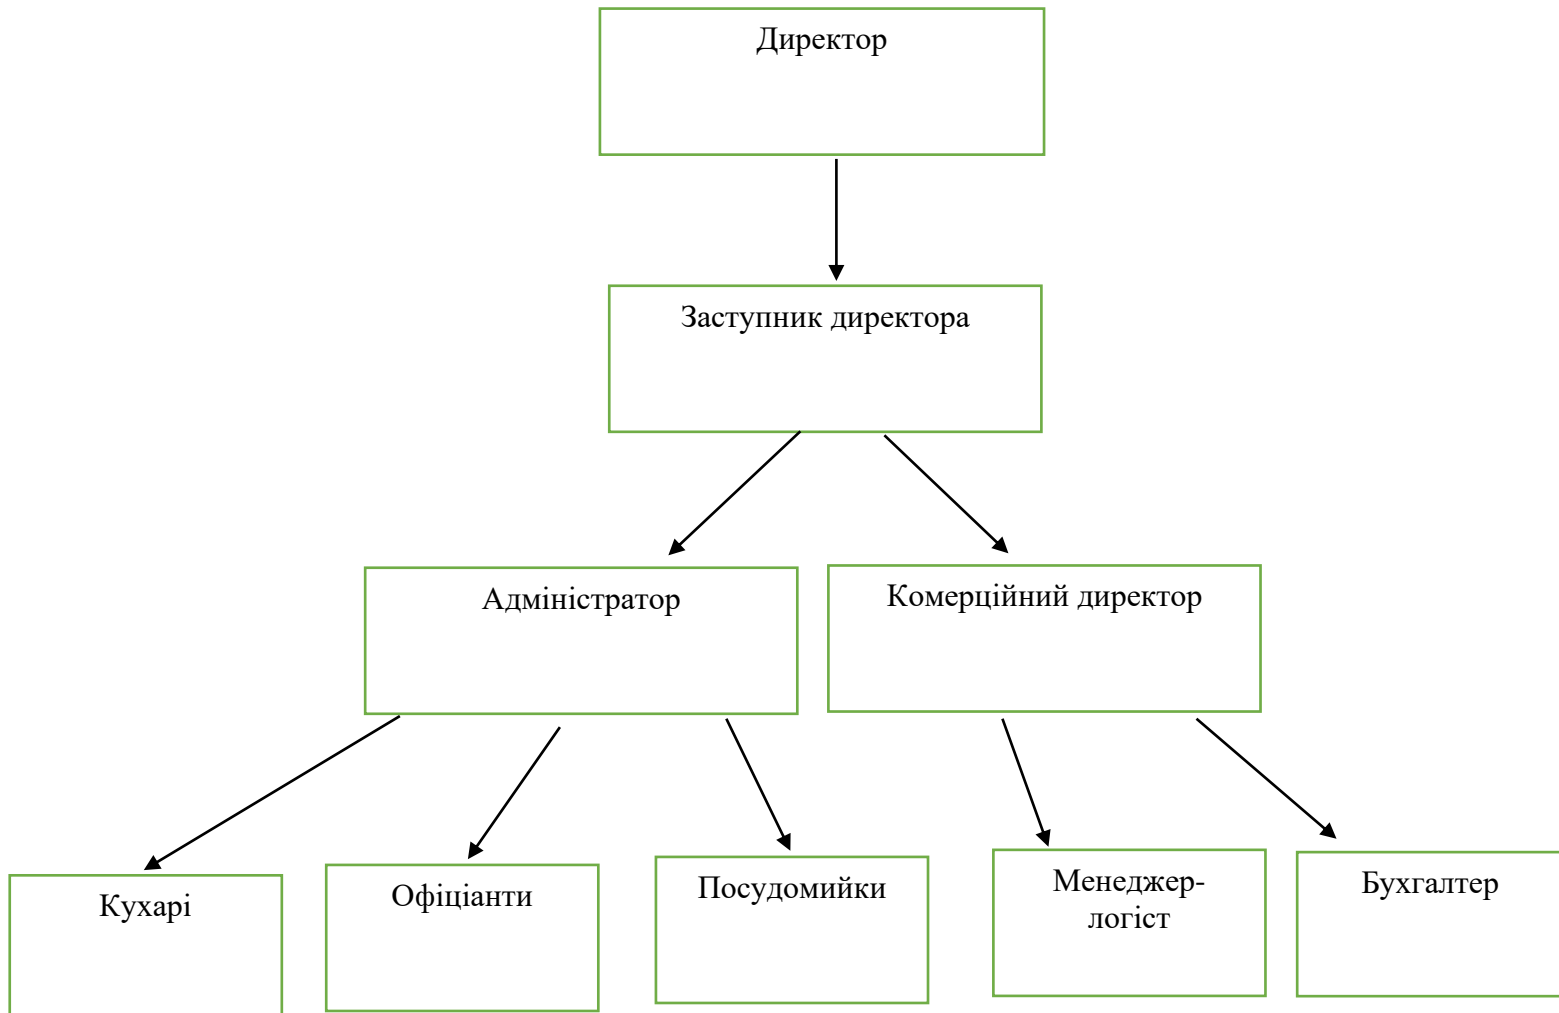 Директор
Заступник директора
Адміністратор
Комерційний директор
Кухарі
Офіціанти
Посудомийки
Менеджер-
логіст
Бухгалтер